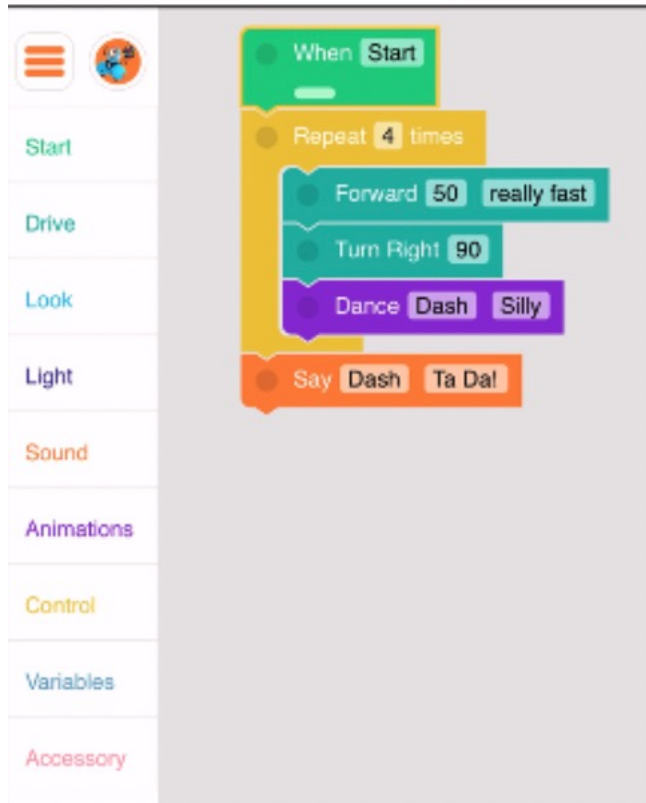 When Start
Start
Repeat 4 times
Forward 50 really fast
Drive
Turn Right 90
Look
Dance Dash Silly
Light
Say Dash Ta Da!
Sound
Animations
Control
Variables
Accessory